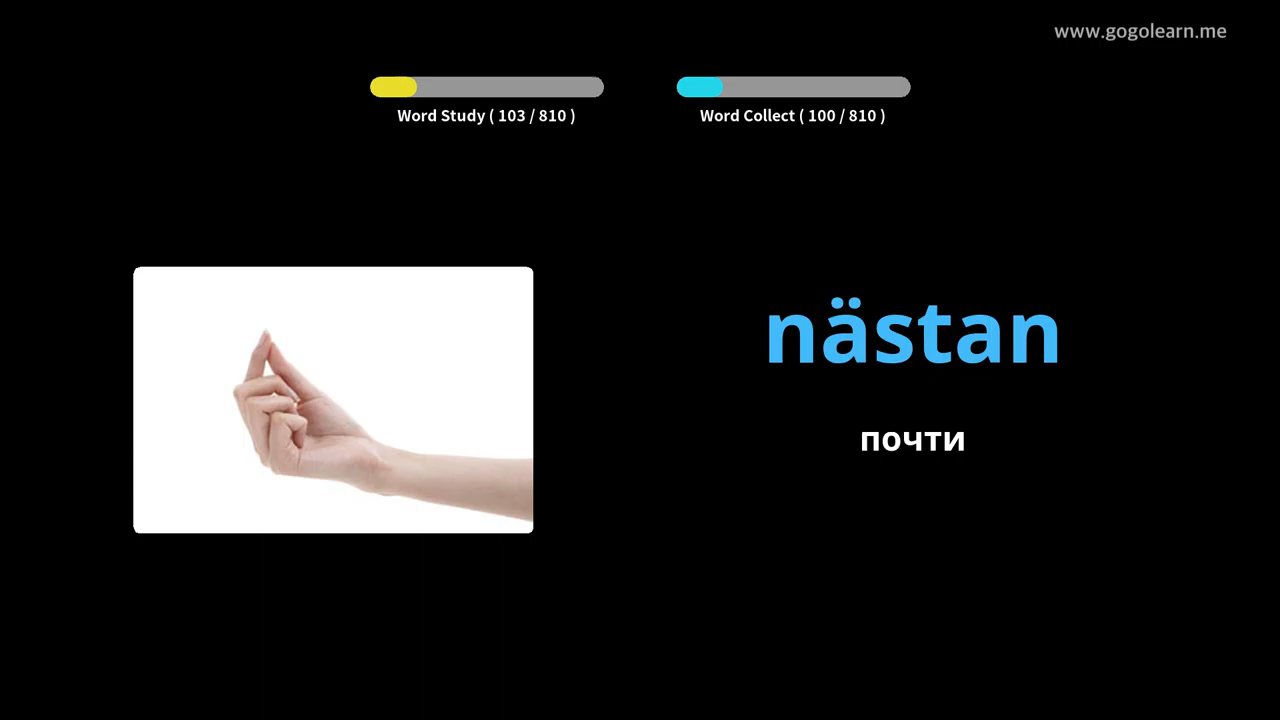 www.gogolearn.me
Word Study ( 103 / 810 )
Word Collect ( 100 / 810 )
nästan
почти